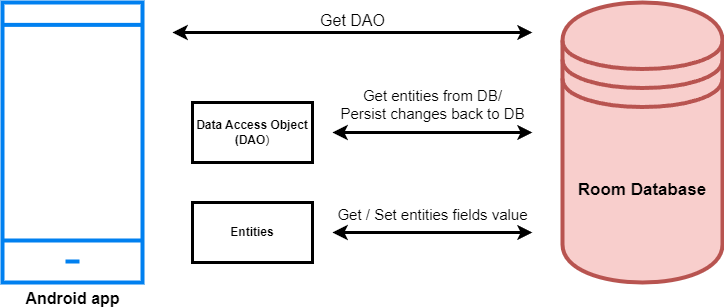 Get DAO
Get entities from DB/
Persist changes back to DB
Data Access Object
(DAO)
Room Database
Get / Set entities fields value
Entities
Android app